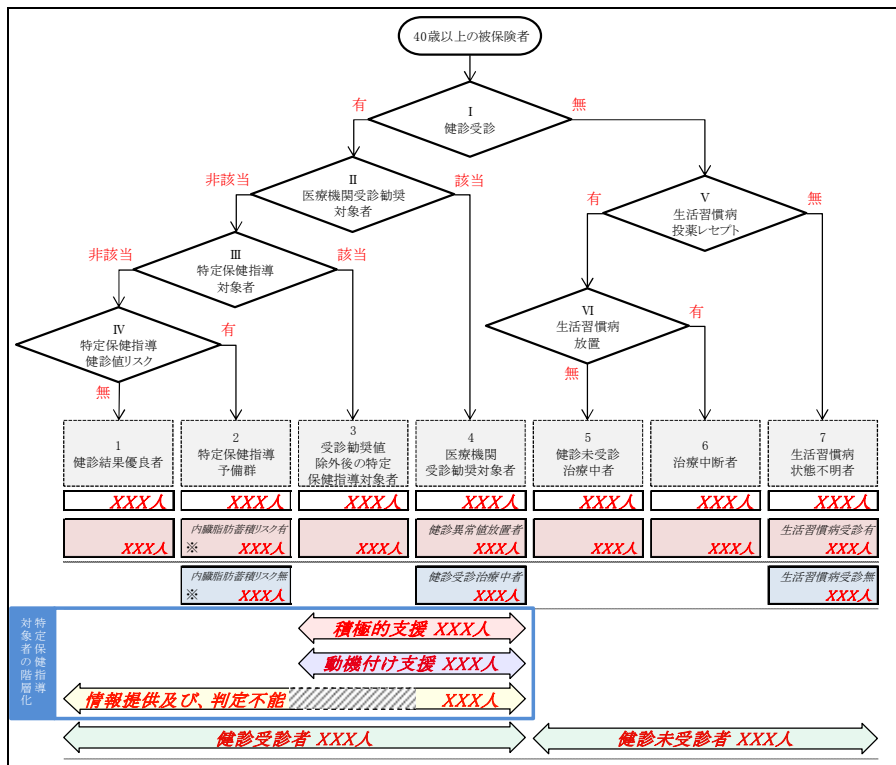 40歳以上の被保険者
有
Ⅰ
健診受診
無
非該当
Ⅱ
医療機関受診勧奨
対象者
該当
有
Ⅴ
生活習慣病
投薬レセプト
無
非該当
Ⅲ
特定保健指導
対象者
該当
Ⅳ
特定保健指導
健診値リスク
有
無
Ⅵ
生活習慣病
放置
有
無
1
健診結果優良者
2
特定保健指導
予備群
3
受診勧奨値
除外後の特定
保健指導対象者
4
医療機関
受診勧奨対象者
5
健診未受診
治療中者
6
治療中断者
7
生活習慣病
状態不明者
XXX人
XXX人
XXX人
XXX人
XXX人
XXX人
XXX人
XXX人
内臓脂肪蓄積リスク有
※ XXX人
XXX人
健診異常値放置者
XXX人
XXX人
XXX人
生活習慣病受診有
XXX人
内臓脂肪蓄積リスク無
※ XXX人
健診受診治療中者
XXX人
生活習慣病受診無
XXX人
特定保健指導
対象者の階層化
積極的支援 XXX人
動機付け支援 XXX人
情報提供及び、判定不能 XXX人
健診受診者 XXX人
健診未受診者 XXX人